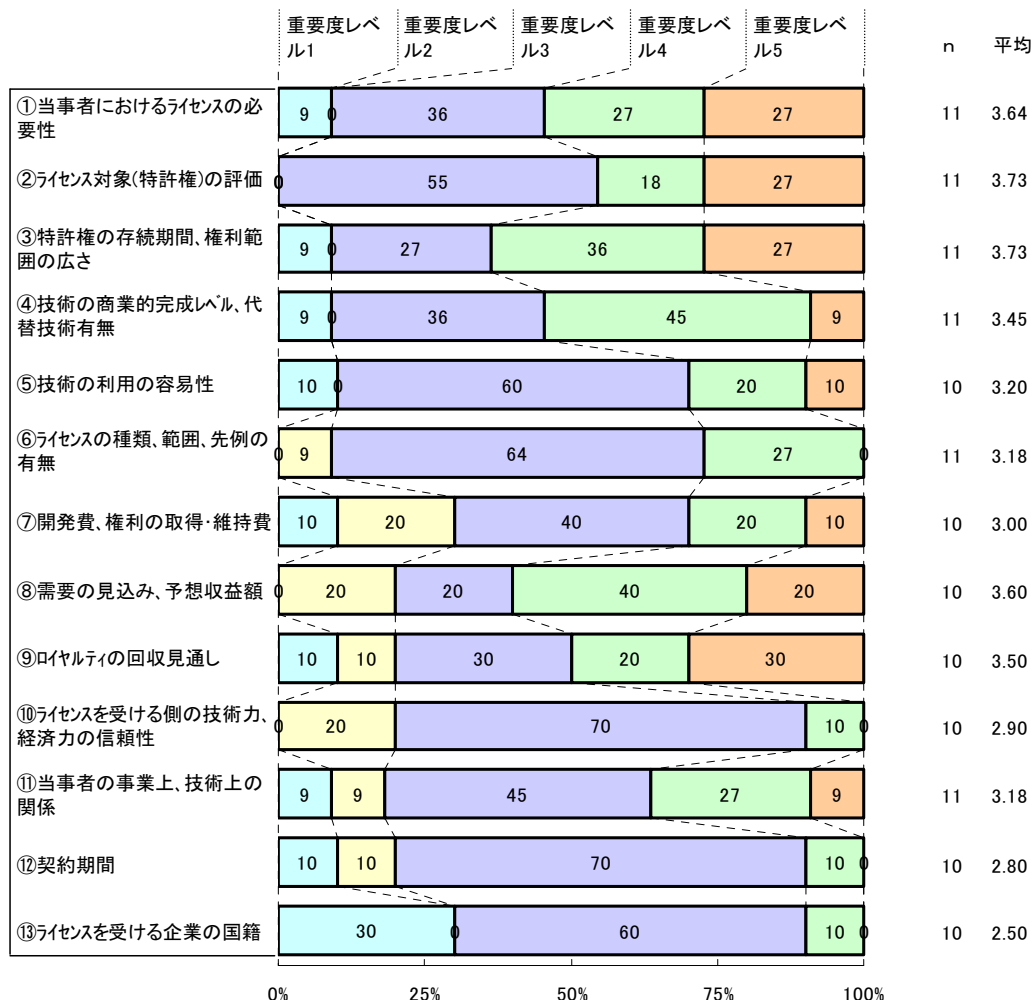 重要度レベル1 重要度レベル2 重要度レベル3 重要度レベル4 重要度レベル5 n 平均
①当事者におけるライセンスの必
要性 9 0 36 27 27 11 3.64
②ライセンス対象(特許権)の評価 0 55 18 27 11 3.73
③特許権の存続期間、権利範
囲の広さ 9 0 27 36 27 11 3.73
④技術の商業的完成レベル、代
替技術有無 9 0 36 45 9 11 3.45
⑤技術の利用の容易性 10 0 60 20 10 10 3.20
⑥ライセンスの種類、範囲、先例の
有無 0 9 64 27 0 11 3.18
⑦開発費、権利の取得・維持費 10 20 40 20 10 10 3.00
⑧需要の見込み、予想収益額 0 20 20 40 20 10 3.60
⑨ロイヤルティの回収見通し 10 10 30 20 30 10 3.50
⑩ライセンスを受ける側の技術力、
経済力の信頼性 0 20 70 10 0 10 2.90
⑪当事者の事業上、技術上の
関係 9 9 45 27 9 11 3.18
⑫契約期間 10 10 70 10 0 10 2.80
⑬ライセンスを受ける企業の国籍 30 0 60 10 0 10 2.50
0% 25% 50% 75% 100%